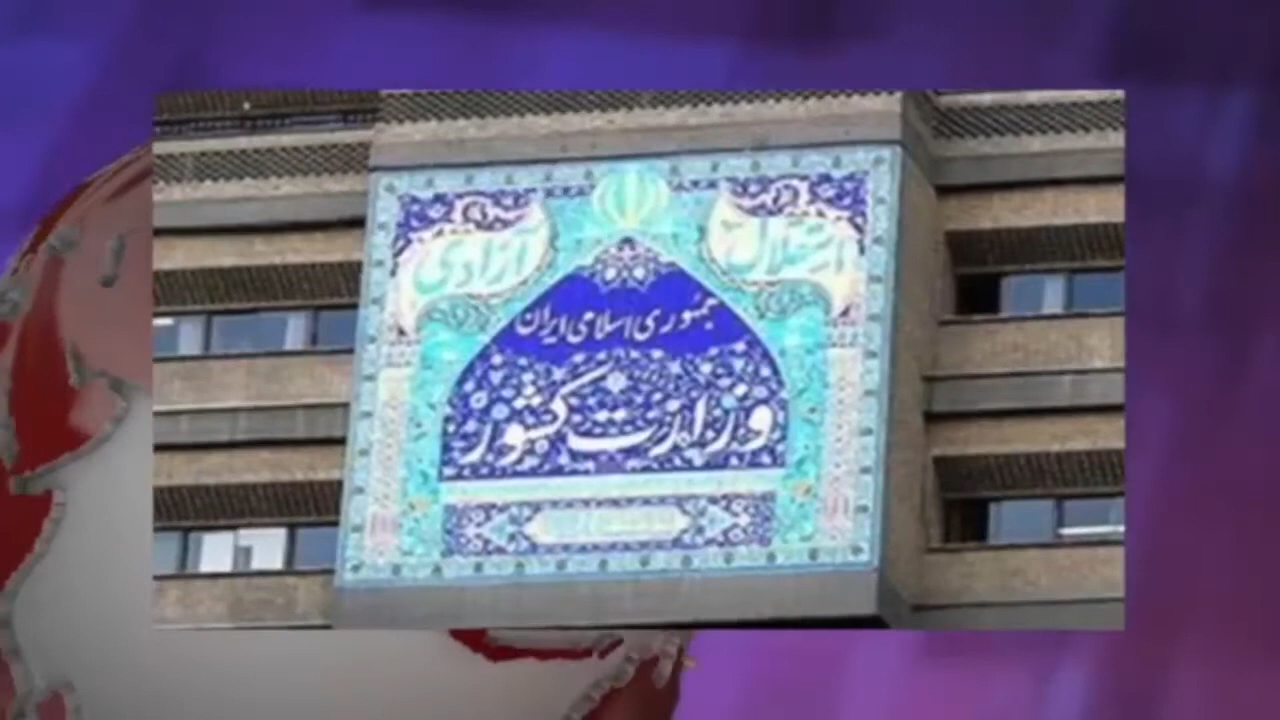 استقلال آزادی
جمهوری اسلامی ایران
وزارت کشور